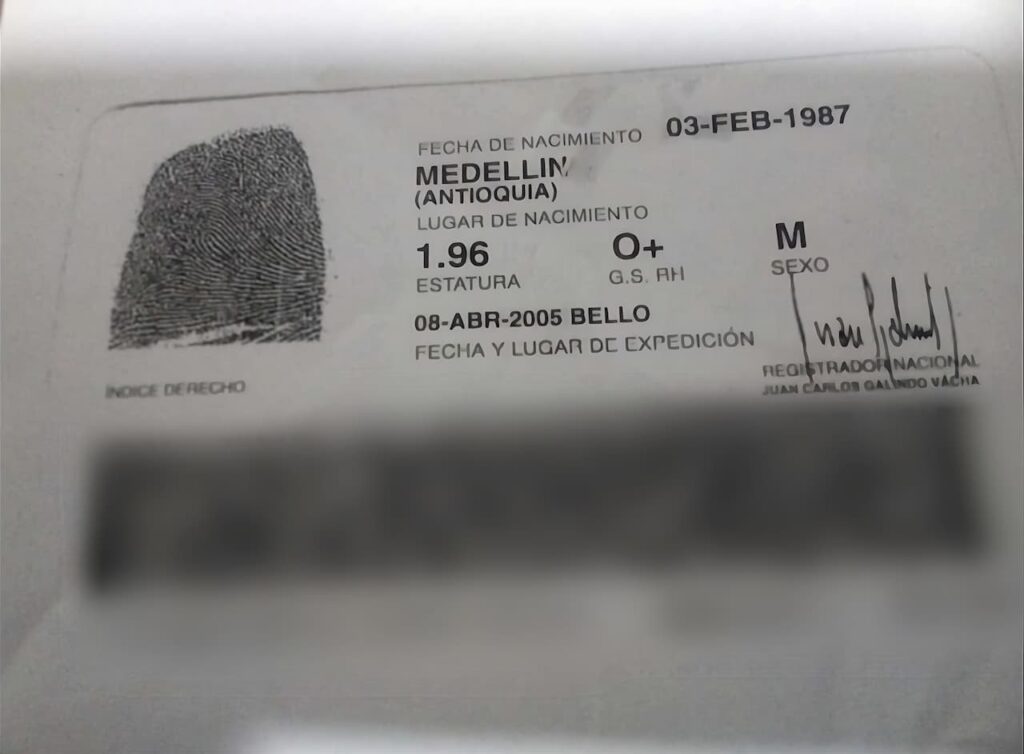 FECHA DE NACIMIENTO 03-FEB-1987
MEDELLIN
(ANTIOQUIA)
LUGAR DE NACIMIENTO
1.96 O+ M
ESTATURA G.S. RH SEXO
08-ABR-2005 BELLO
FECHA Y LUGAR DE EXPEDICIÓN
REGISTRADOR NACIONAL
JUAN CARLOS GALINDO VACHA
INDICE DERECHO